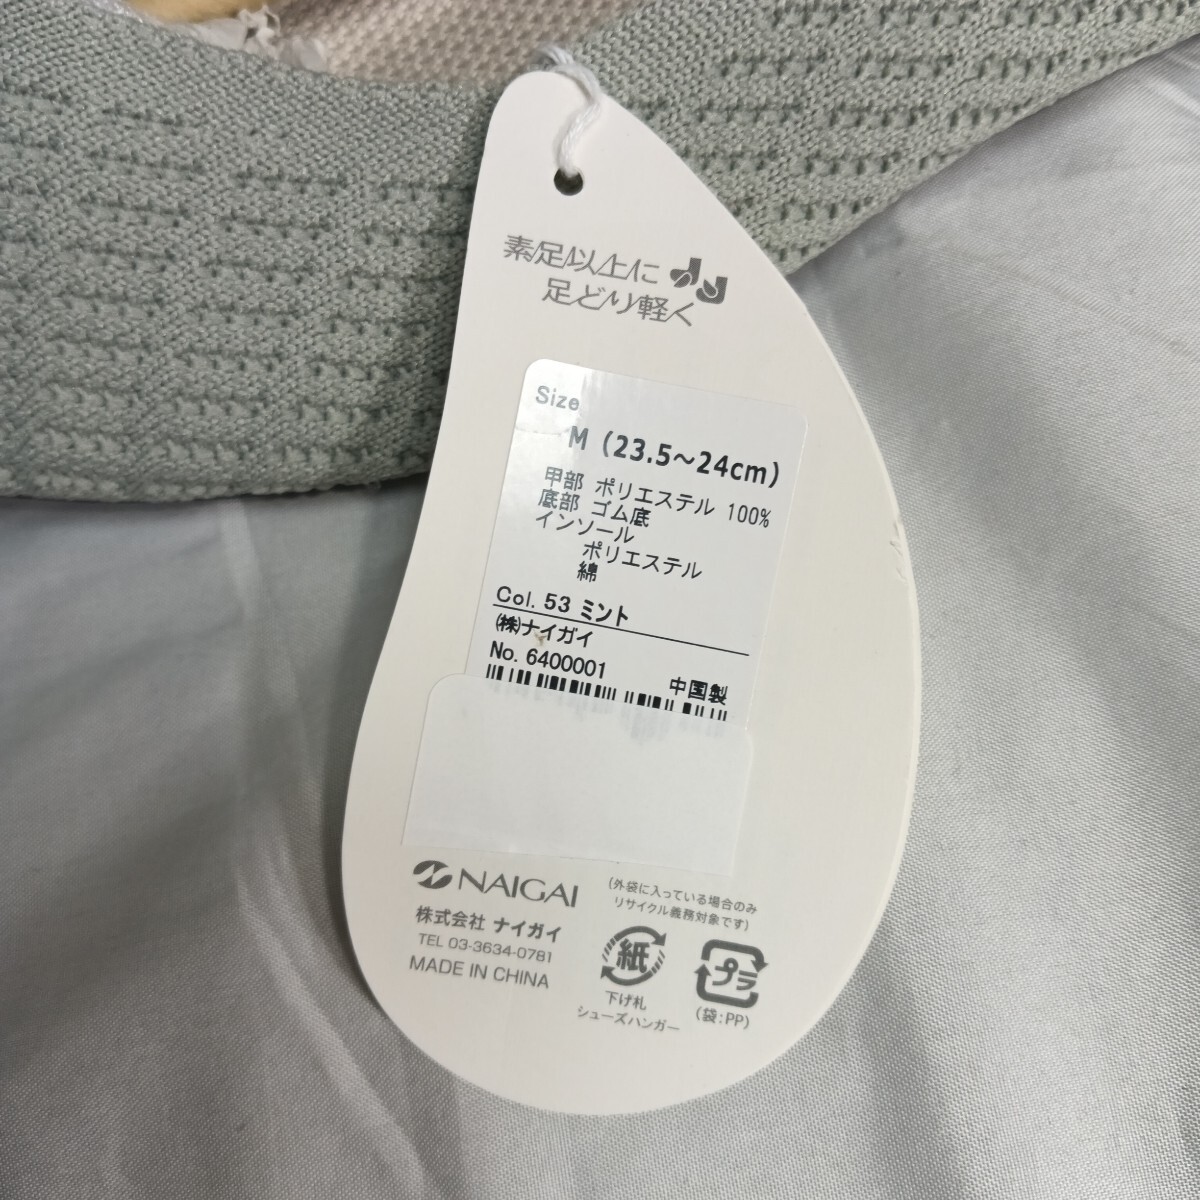 素足以上に
足どり軽く
Size
M (23.5～24cm)
甲部 ポリエステル 100%
底部 ゴム底
インソール
ポリエステル
綿
Col. 53 ミント
(株)ナイガイ
No. 6400001
中国製
NAIGAI
株式会社 ナイガイ
TEL 03-3634-0781
MADE IN CHINA
(外袋に入っている場合のみ
リサイクル義務対象です)
紙
下げ札
シューズハンガー
プラ
(袋:PP)